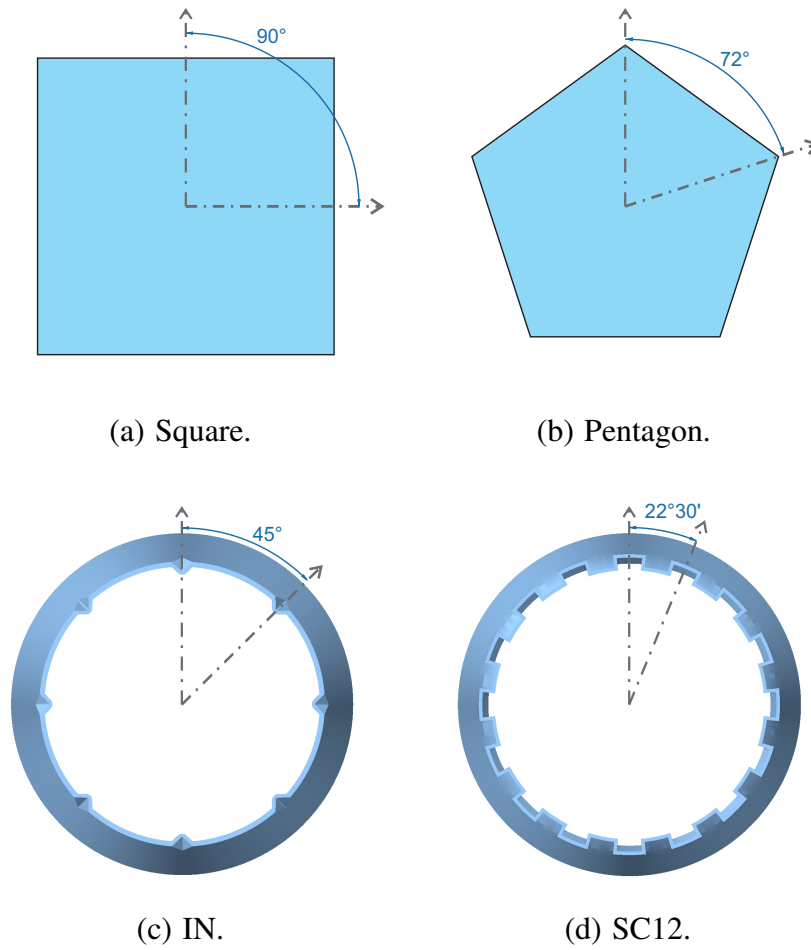 90°
72°
(a) Square.
(b) Pentagon.
45°
22°30'
(c) IN.
(d) SC12.